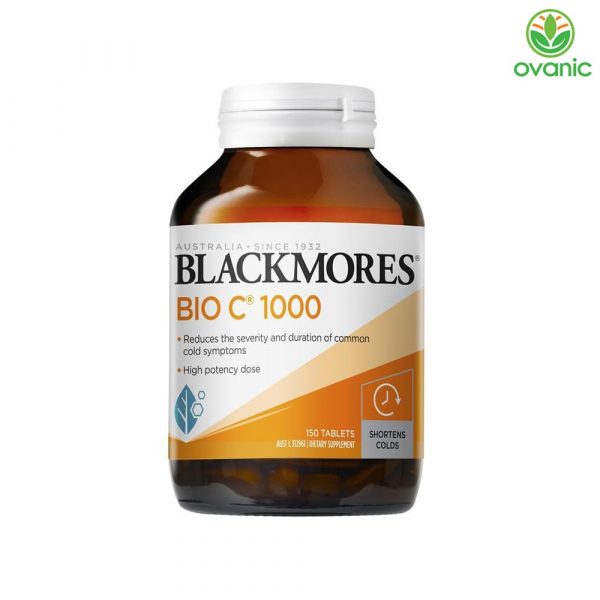 ovanic
AUSTRALIA • SINCE 1932
BLACKMORES®
BIO C® 1000
• Reduces the severity and duration of common
cold symptoms
• High potency dose
150 TABLETS
AUST L 312961 | DIETARY SUPPLEMENT
SHORTENS
COLDS